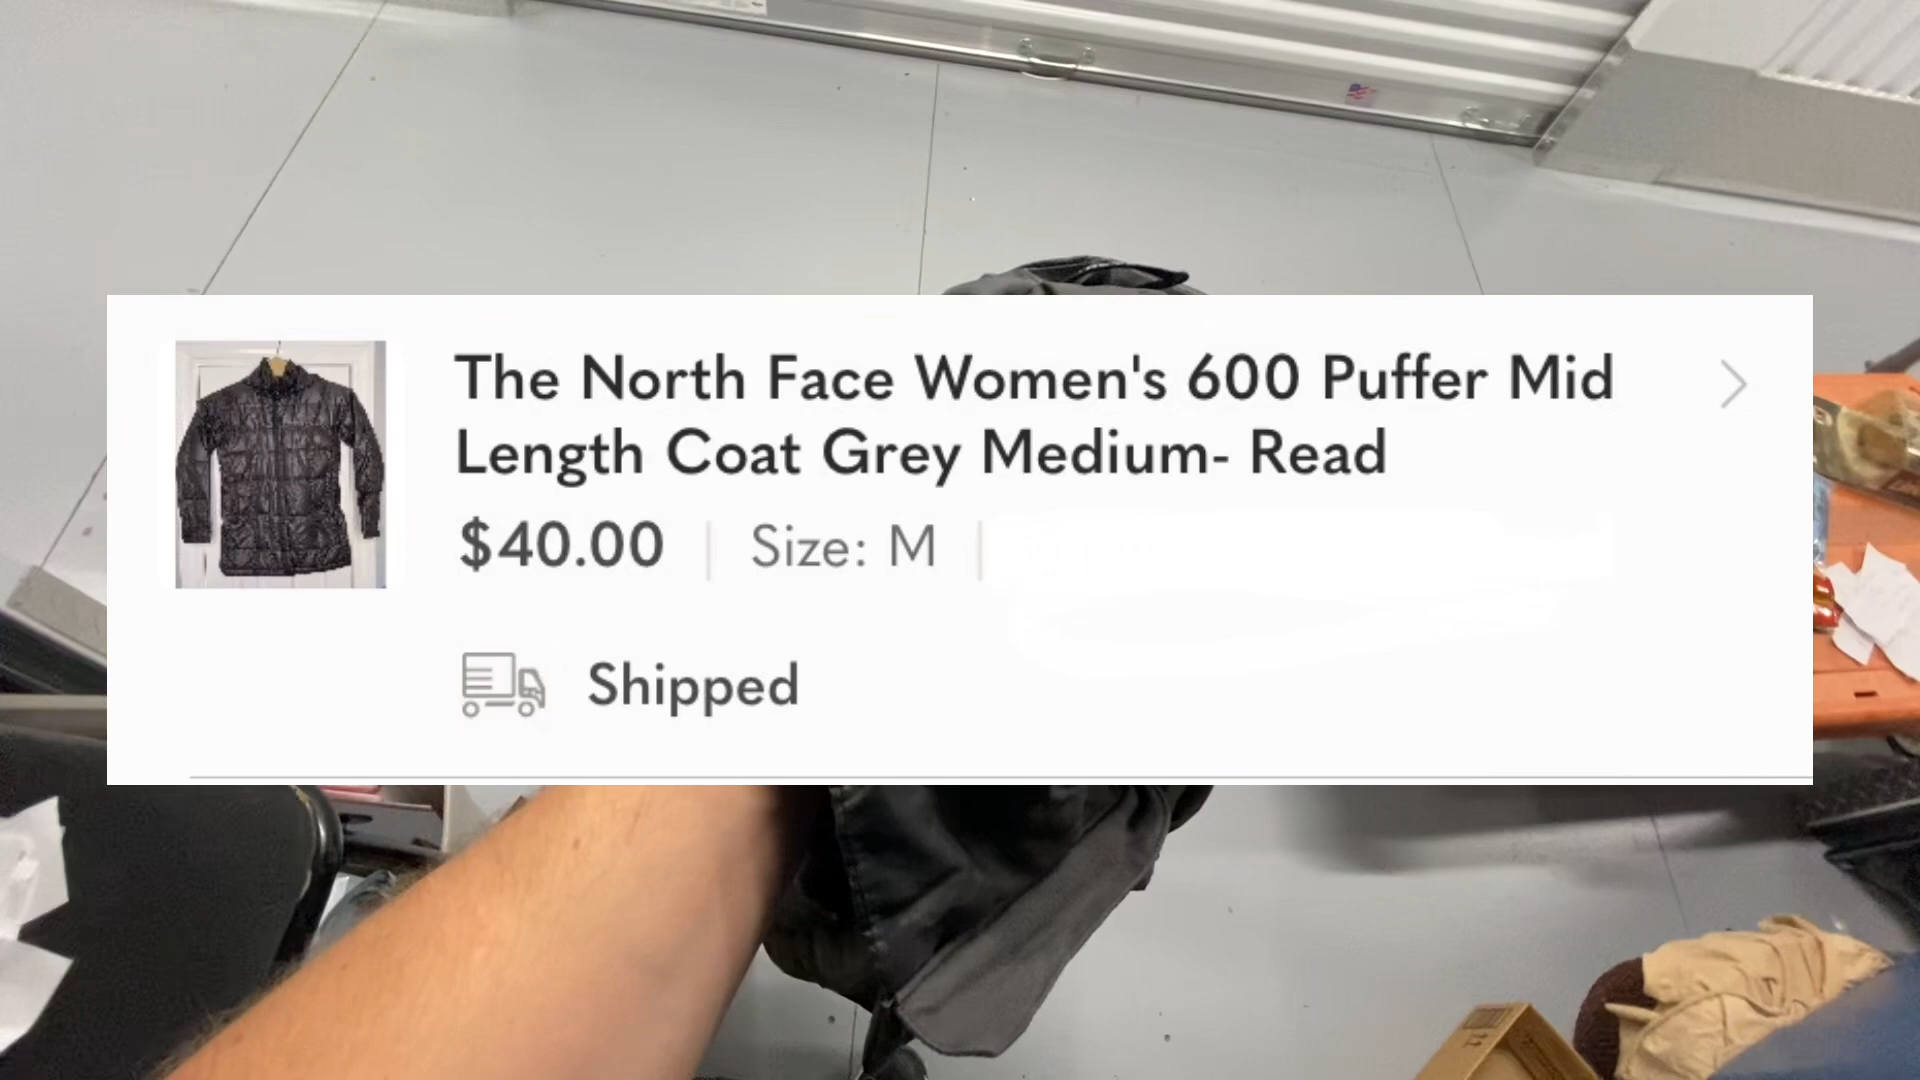 The North Face Women's 600 Puffer Mid
Length Coat Grey Medium- Read
$40.00 | Size: M |
Shipped